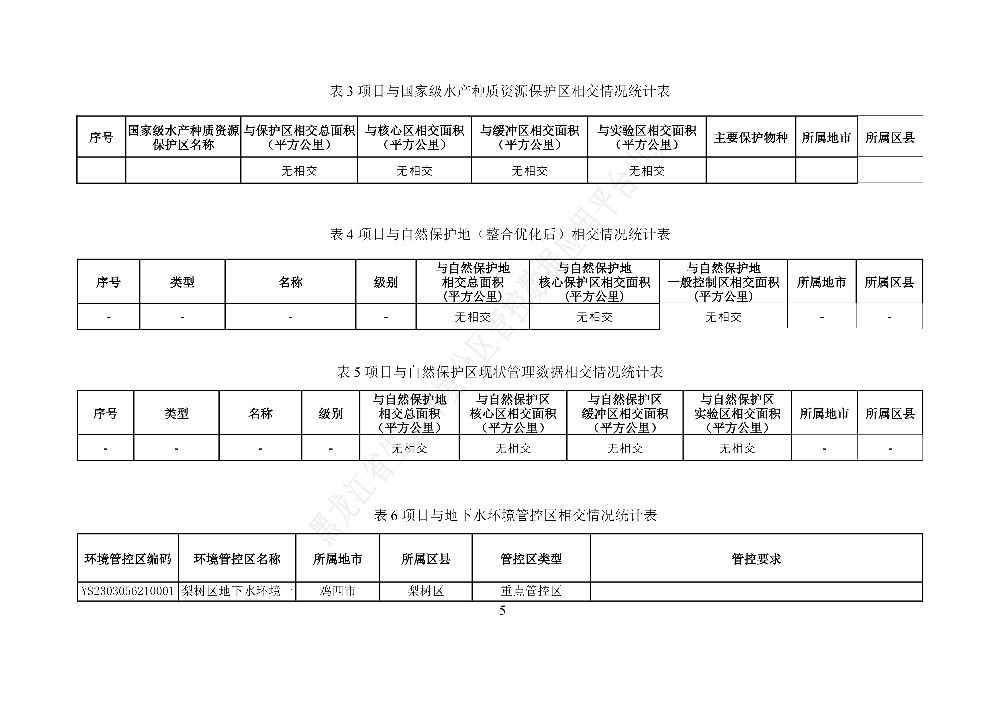 表 3 项目与国家级水产种质资源保护区相交情况统计表
序号 国家级水产种质资源保护区名称 与保护区相交总面积（平方公里） 与核心区相交面积（平方公里） 与缓冲区相交面积（平方公里） 与实验区相交面积（平方公里） 主要保护物种 所属地市 所属区县
– – 无相交 无相交 无相交 无相交 – – –
表 4 项目与自然保护地（整合优化后）相交情况统计表
序号 类型 名称 级别 与自然保护地相交总面积(平方公里) 与自然保护地核心保护区相交面积(平方公里) 与自然保护地一般控制区相交面积(平方公里) 所属地市 所属区县
- - - - 无相交 无相交 无相交 - -
表 5 项目与自然保护区现状管理数据相交情况统计表
序号 类型 名称 级别 与自然保护地相交总面积（平方公里） 与自然保护区核心区相交面积（平方公里） 与自然保护区缓冲区相交面积（平方公里） 与自然保护区实验区相交面积（平方公里） 所属地市 所属区县
- - - - 无相交 无相交 无相交 无相交 - -
表 6 项目与地下水环境管控区相交情况统计表
环境管控区编码 环境管控区名称 所属地市 所属区县 管控区类型 管控要求
YS2303056210001 梨树区地下水环境一 鸡西市 梨树区 重点管控区
5
黑龙江省生态环境分区管控数据应用平台